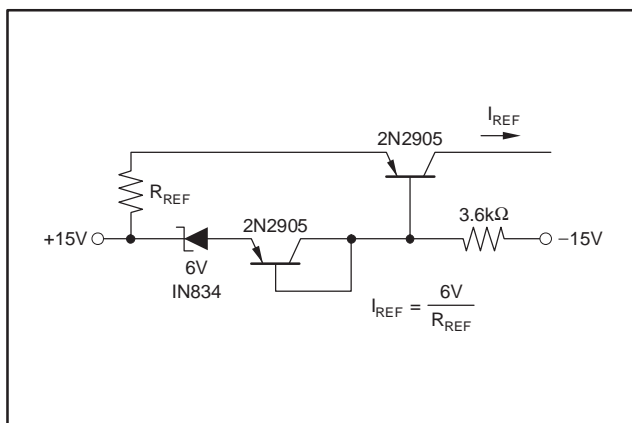 I_REF
2N2905
R_REF
2N2905
3.6kΩ
+15V
–15V
6V
IN834
I_REF = 6V / R_REF